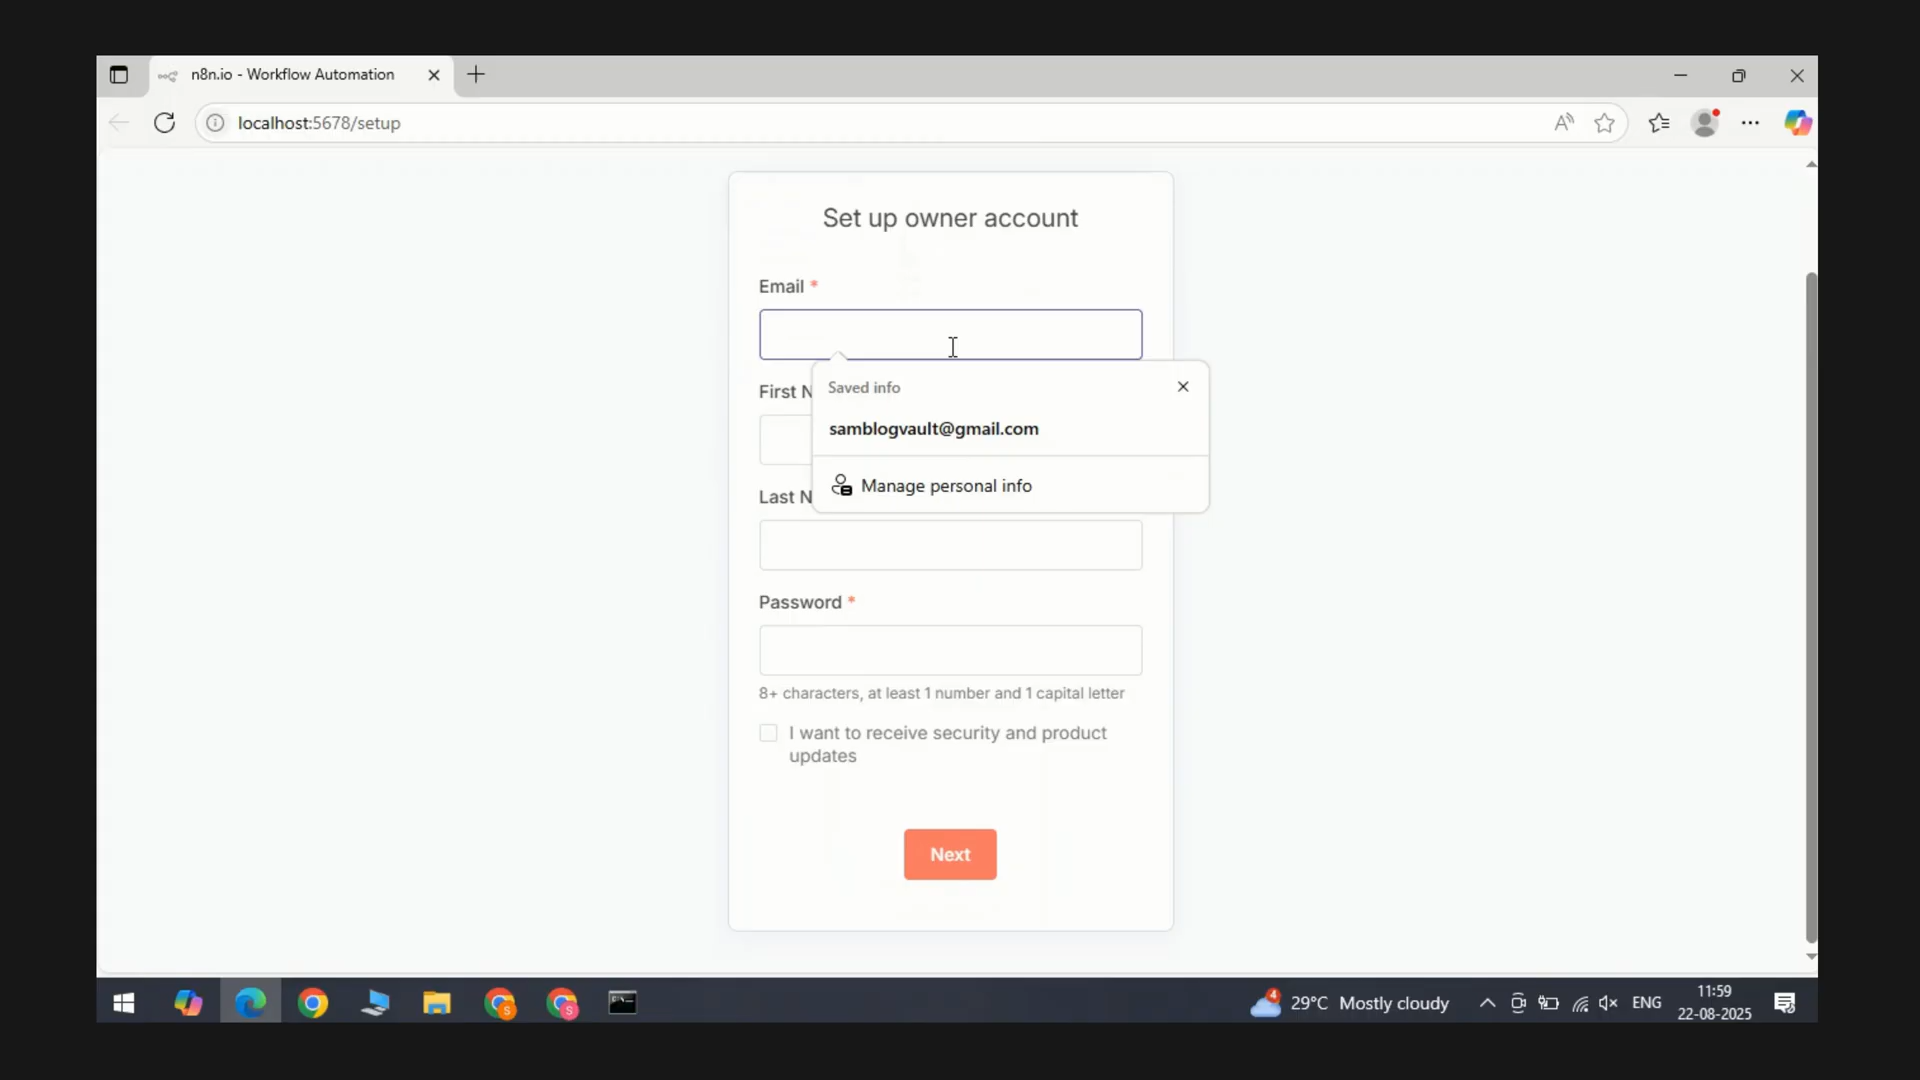 n8n.io - Workflow Automation
localhost:5678/setup
Set up owner account
Email *
Saved info
samblogvault@gmail.com
Manage personal info
First N
Last N
Password *
8+ characters, at least 1 number and 1 capital letter
I want to receive security and product
updates
Next
4
29°C Mostly cloudy
ENG
11:59
22-08-2025
S
S